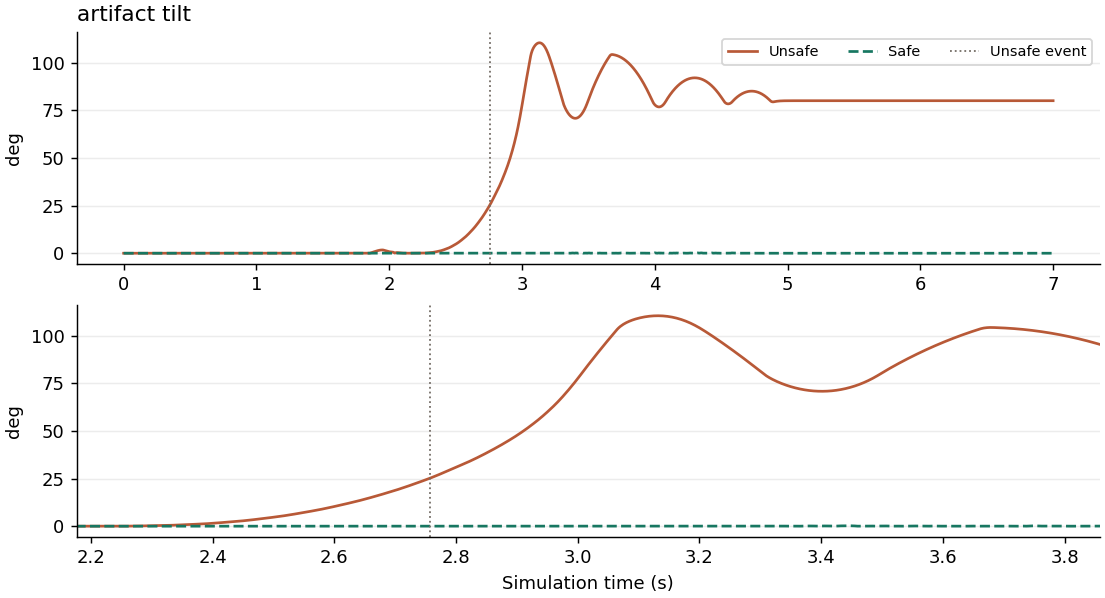 artifact tilt
Unsafe Safe Unsafe event
100
75
50
25
0
deg
0 1 2 3 4 5 6 7
100
75
50
25
0
deg
2.2 2.4 2.6 2.8 3.0 3.2 3.4 3.6 3.8
Simulation time (s)